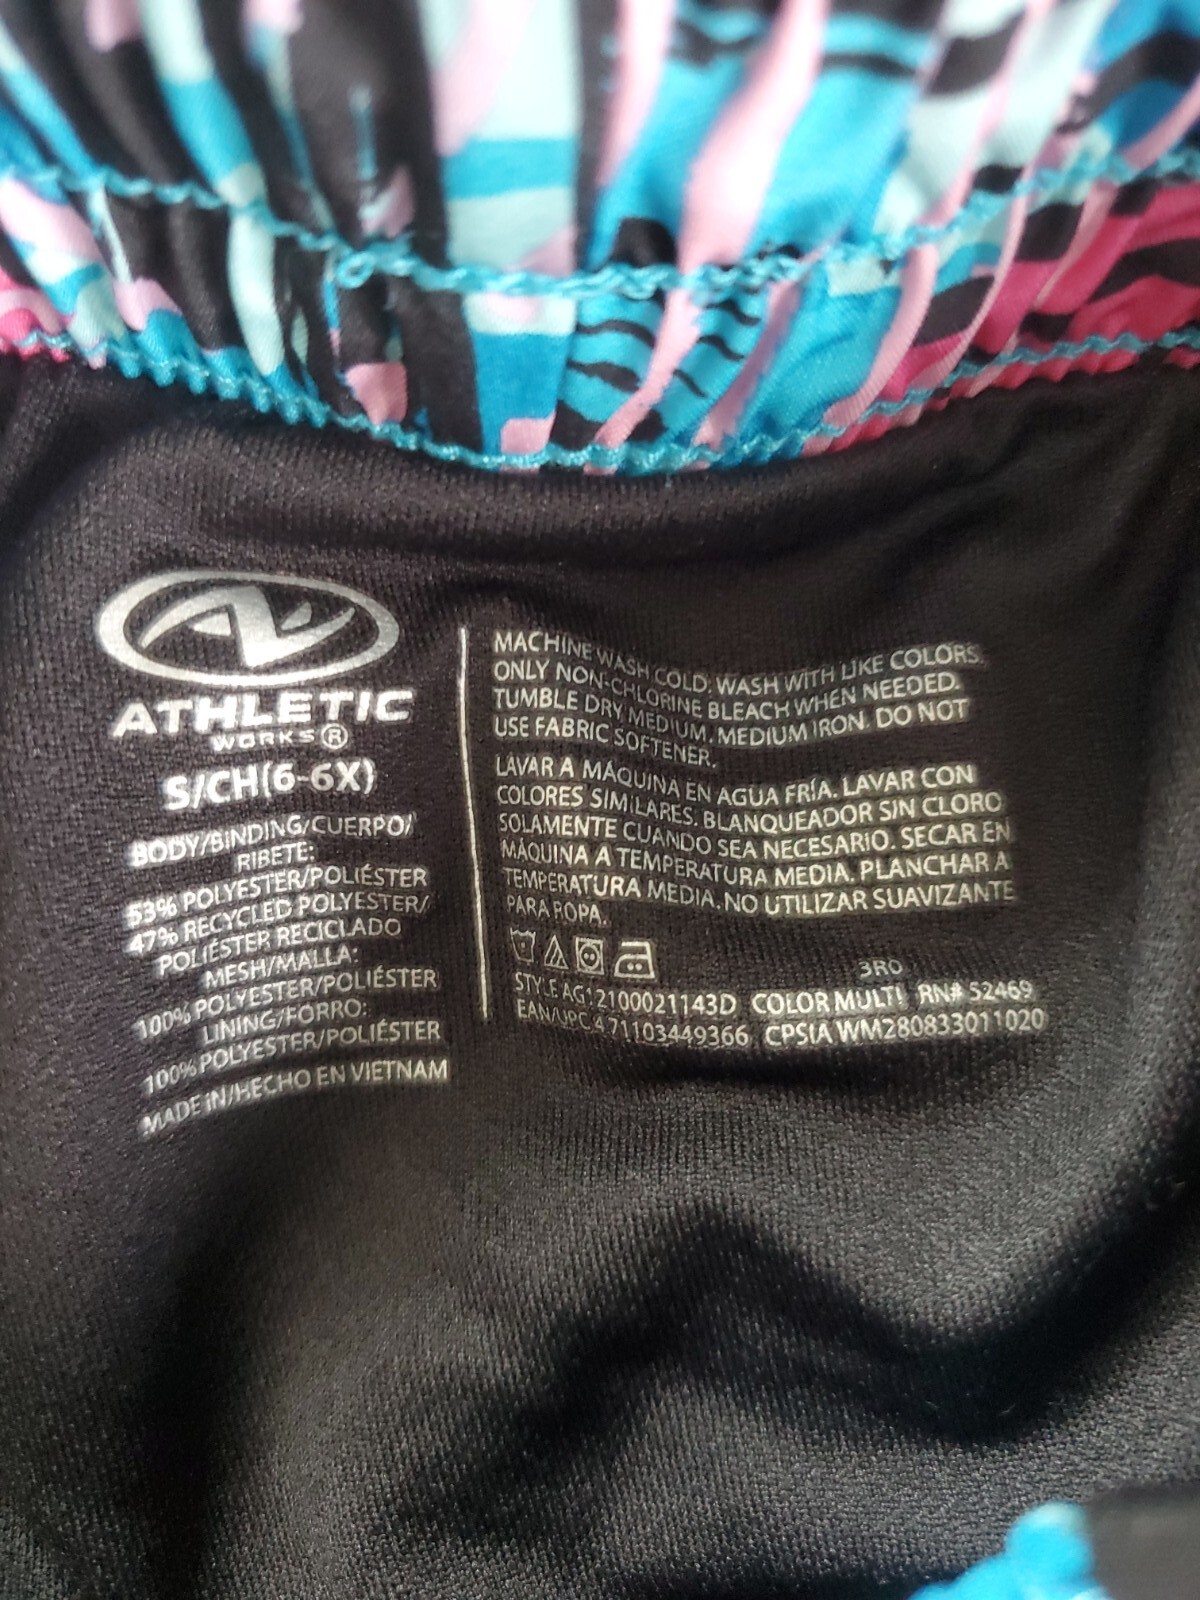 ATHLETIC
WORKS®
S/CH(6-6X)
BODY/BINDING/CUERPO/
RIBETE:
53% POLYESTER/POLIÉSTER
47% RECYCLED POLYESTER/
POLIÉSTER RECICLADO
MESH/MALLA:
100% POLYESTER/POLIÉSTER
LINING/FORRO:
100% POLYESTER/POLIÉSTER
MADE IN/HECHO EN VIETNAM
MACHINE WASH COLD. WASH WITH LIKE COLORS.
ONLY NON-CHLORINE BLEACH WHEN NEEDED.
TUMBLE DRY MEDIUM. MEDIUM IRON. DO NOT
USE FABRIC SOFTENER.
LAVAR A MÁQUINA EN AGUA FRÍA. LAVAR CON
COLORES SIMILARES. BLANQUEADOR SIN CLORO
SOLAMENTE CUANDO SEA NECESARIO. SECAR EN
MÁQUINA A TEMPERATURA MEDIA. PLANCHAR A
TEMPERATURA MEDIA. NO UTILIZAR SUAVIZANTE
PARA ROPA.
3R0
STYLE AG12100021143D COLOR MULTI RN# 52469
EAN/UPC 471103449366 CPSIA WM280833011020